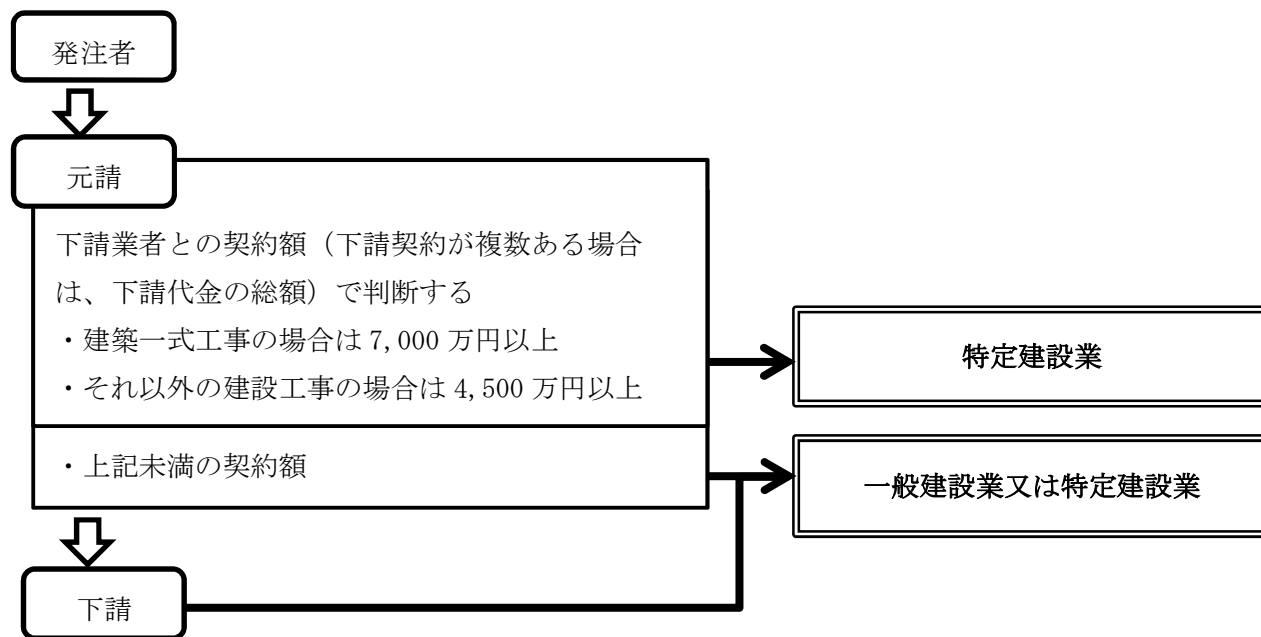 発注者
元請
下請業者との契約額（下請契約が複数ある場合
は、下請代金の総額）で判断する
・建築一式工事の場合は 7,000 万円以上
・それ以外の建設工事の場合は 4,500 万円以上
特定建設業
・上記未満の契約額
一般建設業又は特定建設業
下請